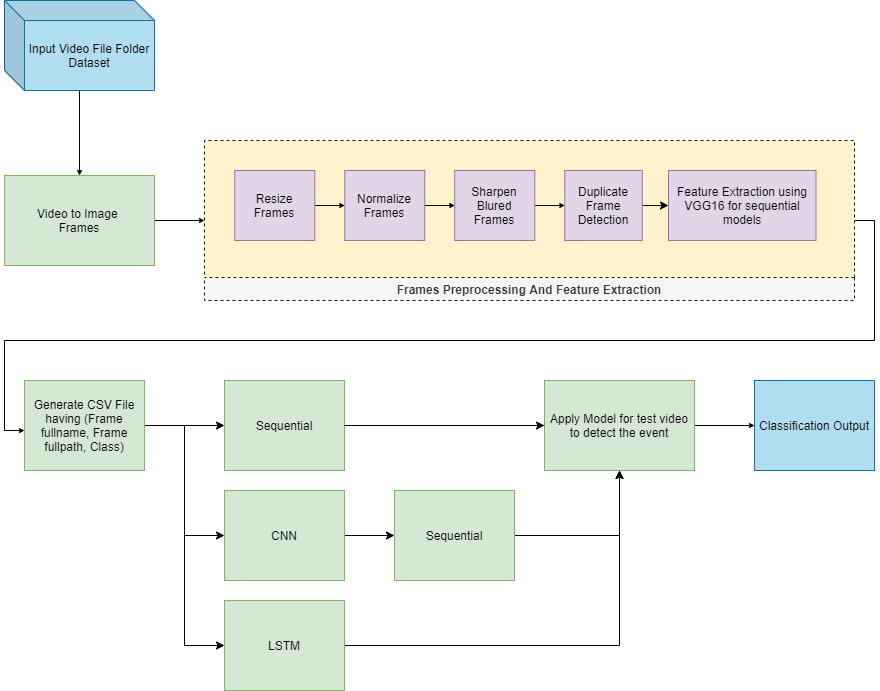 Input Video File Folder
Dataset
Video to Image
Frames
Resize
Frames
Normalize
Frames
Sharpen
Blured
Frames
Duplicate
Frame
Detection
Feature Extraction using
VGG16 for sequential
models
Frames Preprocessing And Feature Extraction
Generate CSV File
having (Frame
fullname, Frame
fullpath, Class)
Sequential
Apply Model for test video
to detect the event
Classification Output
CNN
Sequential
LSTM